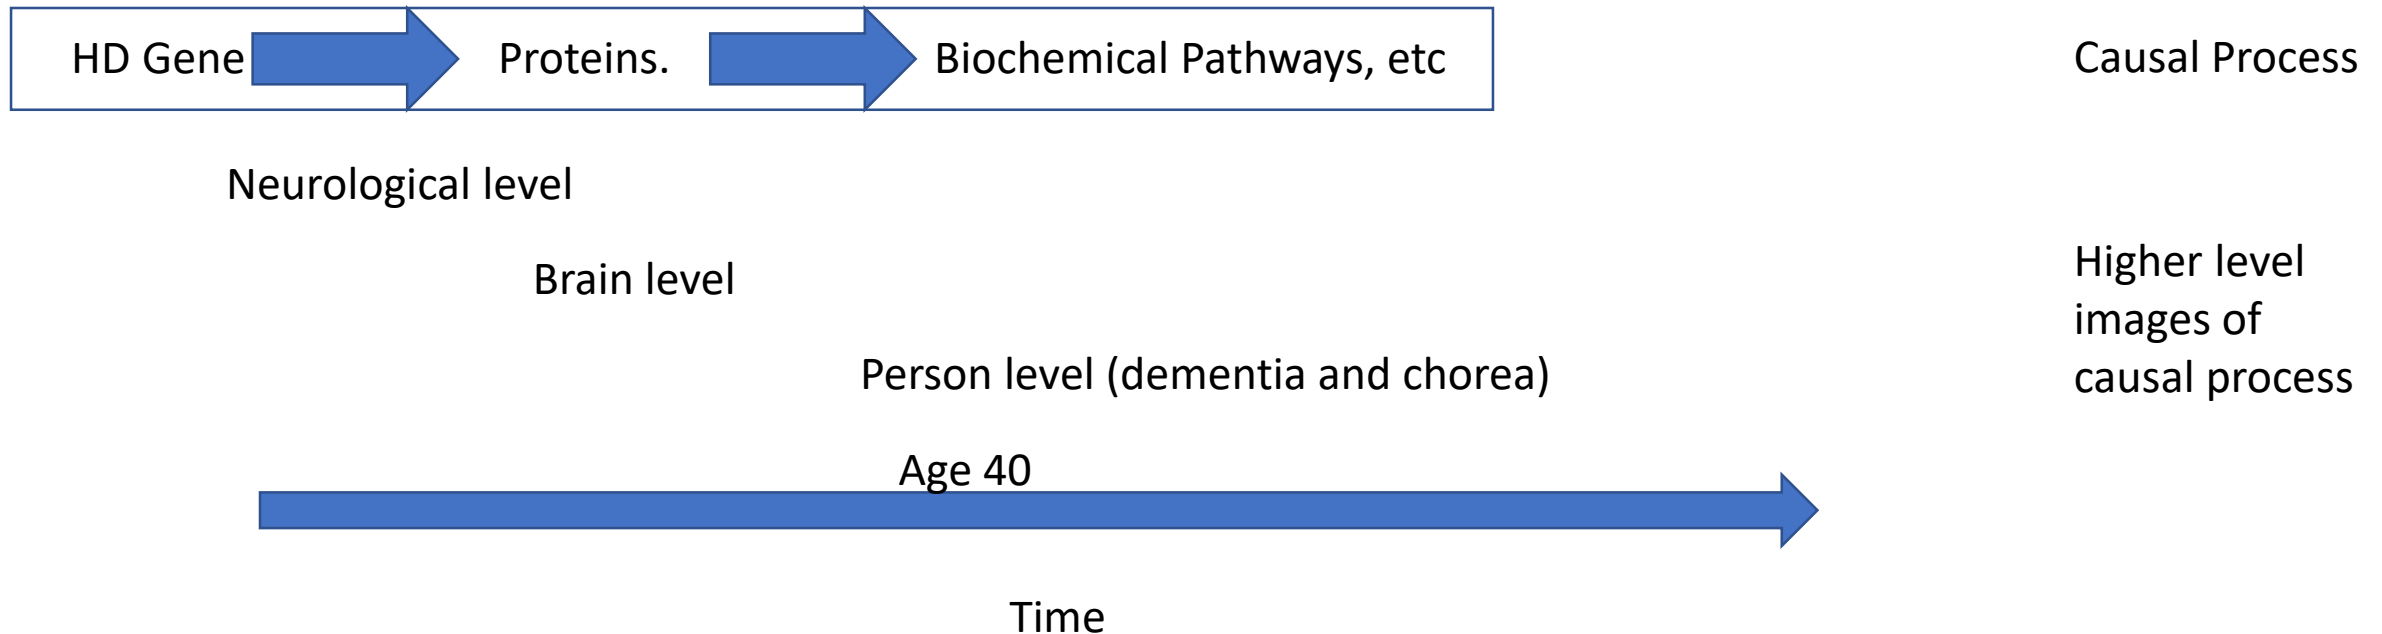 HD Gene Proteins. Biochemical Pathways, etc Causal Process
Neurological level
Brain level
Higher level
images of
causal process
Person level (dementia and chorea)
Age 40
Time